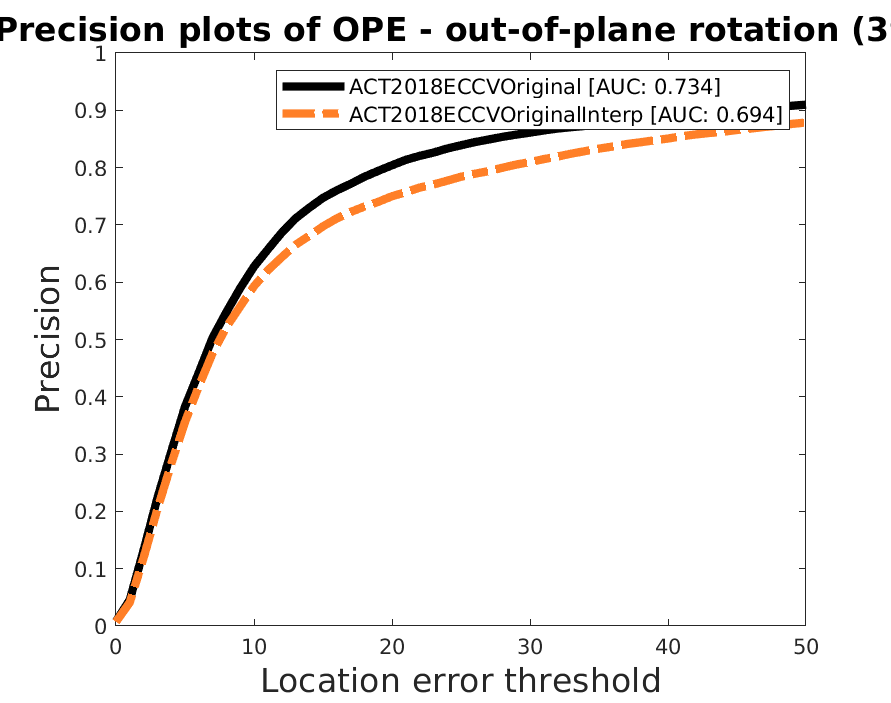 Precision plots of OPE - out-of-plane rotation (3
ACT2018ECCVOriginal [AUC: 0.734]
ACT2018ECCVOriginalInterp [AUC: 0.694]
1
0.9
0.8
0.7
0.6
0.5
0.4
0.3
0.2
0.1
0
Precision
0 10 20 30 40 50
Location error threshold